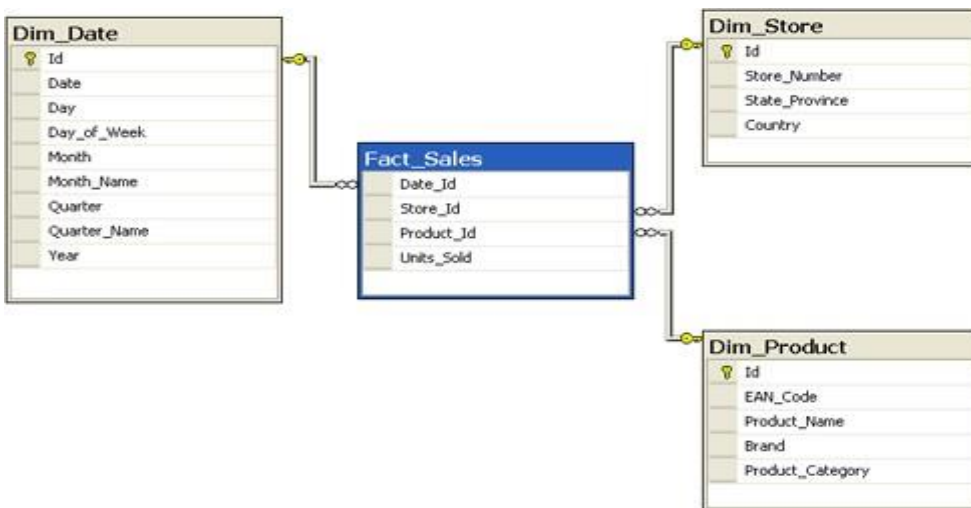 Dim_Date
Id
Date
Day
Day_of_Week
Month
Month_Name
Quarter
Quarter_Name
Year
Fact_Sales
Date_Id
Store_Id
Product_Id
Units_Sold
Dim_Store
Id
Store_Number
State_Province
Country
Dim_Product
Id
EAN_Code
Product_Name
Brand
Product_Category